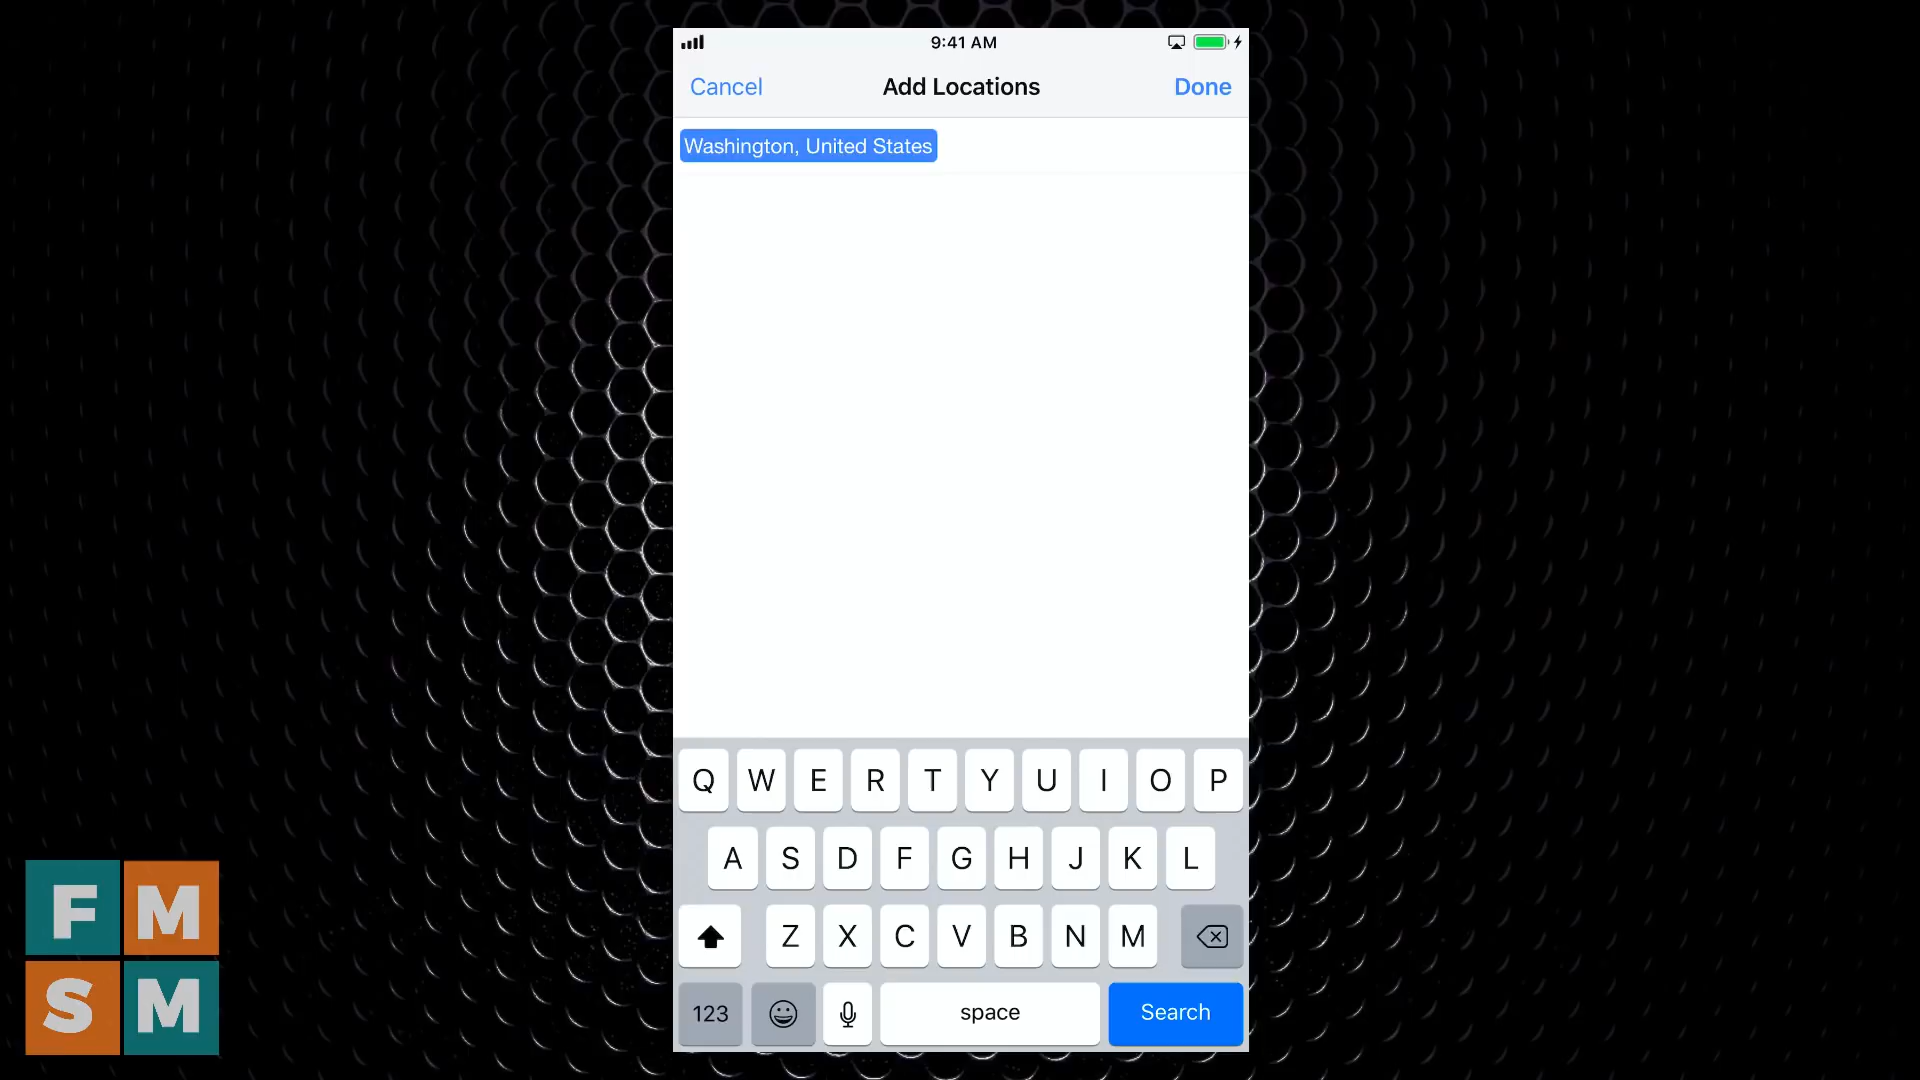 9:41 AM
Cancel
Add Locations
Done
Washington, United States
Q W E R T Y U I O P
A S D F G H J K L
Z X C V B N M
123
space
Search
F M
S M